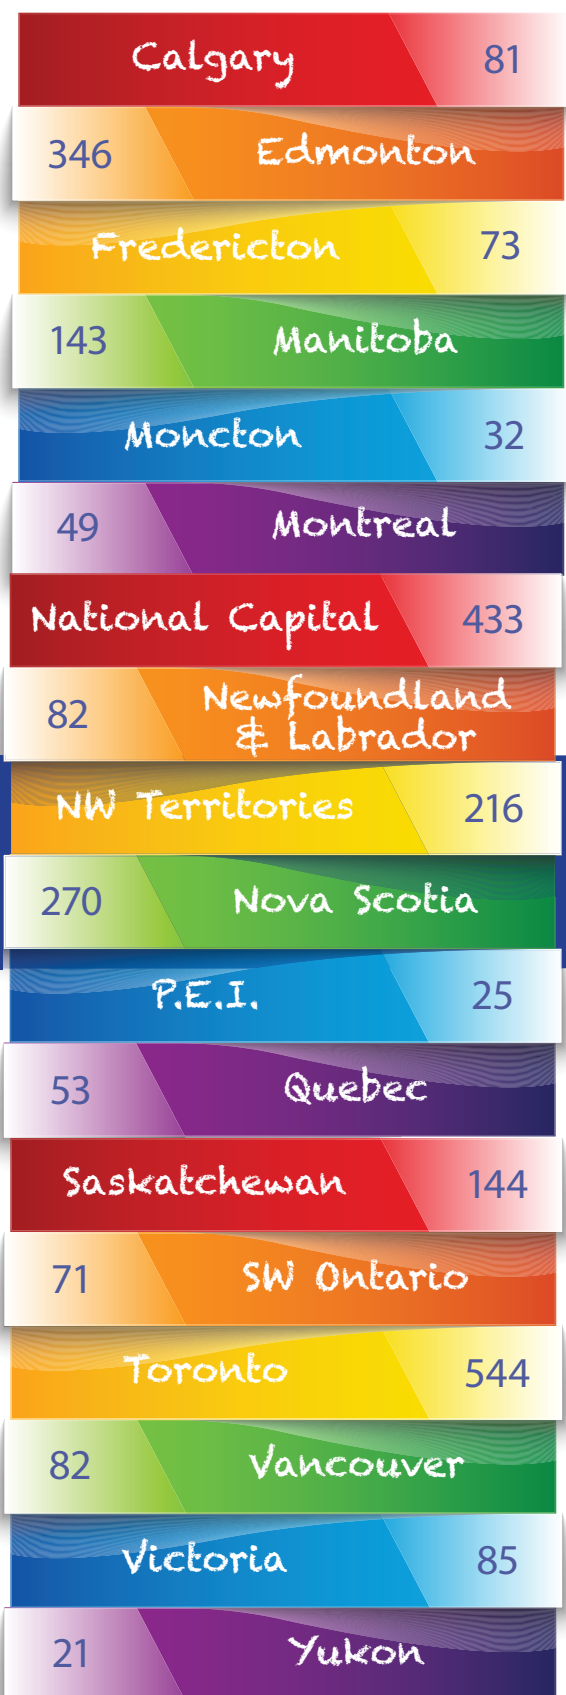 Calgary 81
346 Edmonton
Fredericton 73
143 Manitoba
Moncton 32
49 Montreal
National Capital 433
82 Newfoundland
& Labrador
NW Territories 216
270 Nova Scotia
P.E.I. 25
53 Quebec
Saskatchewan 144
71 SW Ontario
Toronto 544
82 Vancouver
Victoria 85
21 Yukon